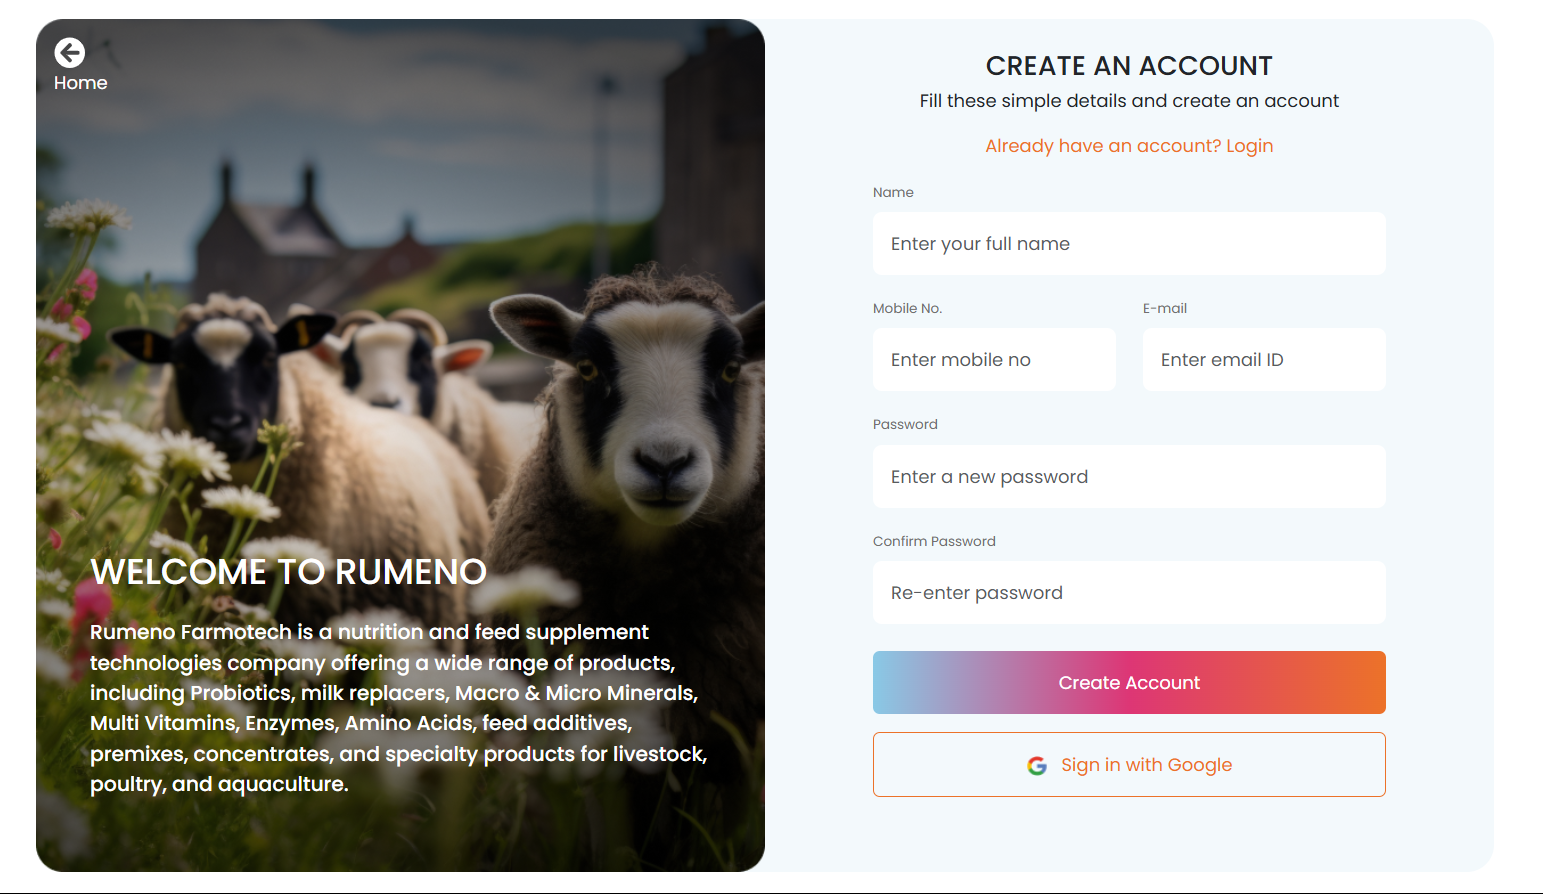 Home
WELCOME TO RUMENO
Rumeno Farmotech is a nutrition and feed supplement
technologies company offering a wide range of products,
including Probiotics, milk replacers, Macro & Micro Minerals,
Multi Vitamins, Enzymes, Amino Acids, feed additives,
premixes, concentrates, and specialty products for livestock,
poultry, and aquaculture.
CREATE AN ACCOUNT
Fill these simple details and create an account
Already have an account? Login
Name
Enter your full name
Mobile No.
Enter mobile no
E-mail
Enter email ID
Password
Enter a new password
Confirm Password
Re-enter password
Create Account
Sign in with Google